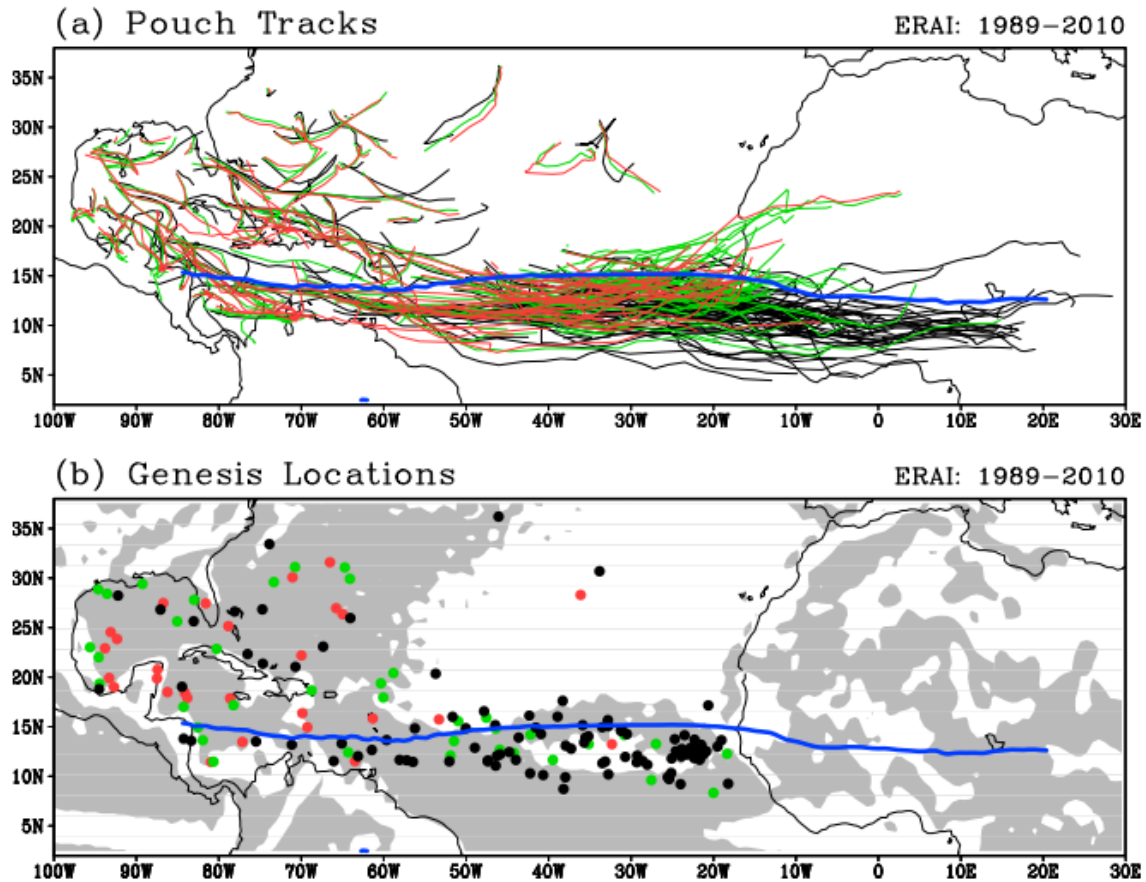 (a) Pouch Tracks ERAI: 1989-2010
35N
30N
25N
20N
15N
10N
5N
100W 90W 80W 70W 60W 50W 40W 30W 20W 10W 0 10E 20E 30E
(b) Genesis Locations ERAI: 1989-2010
35N
30N
25N
20N
15N
10N
5N
100W 90W 80W 70W 60W 50W 40W 30W 20W 10W 0 10E 20E 30E